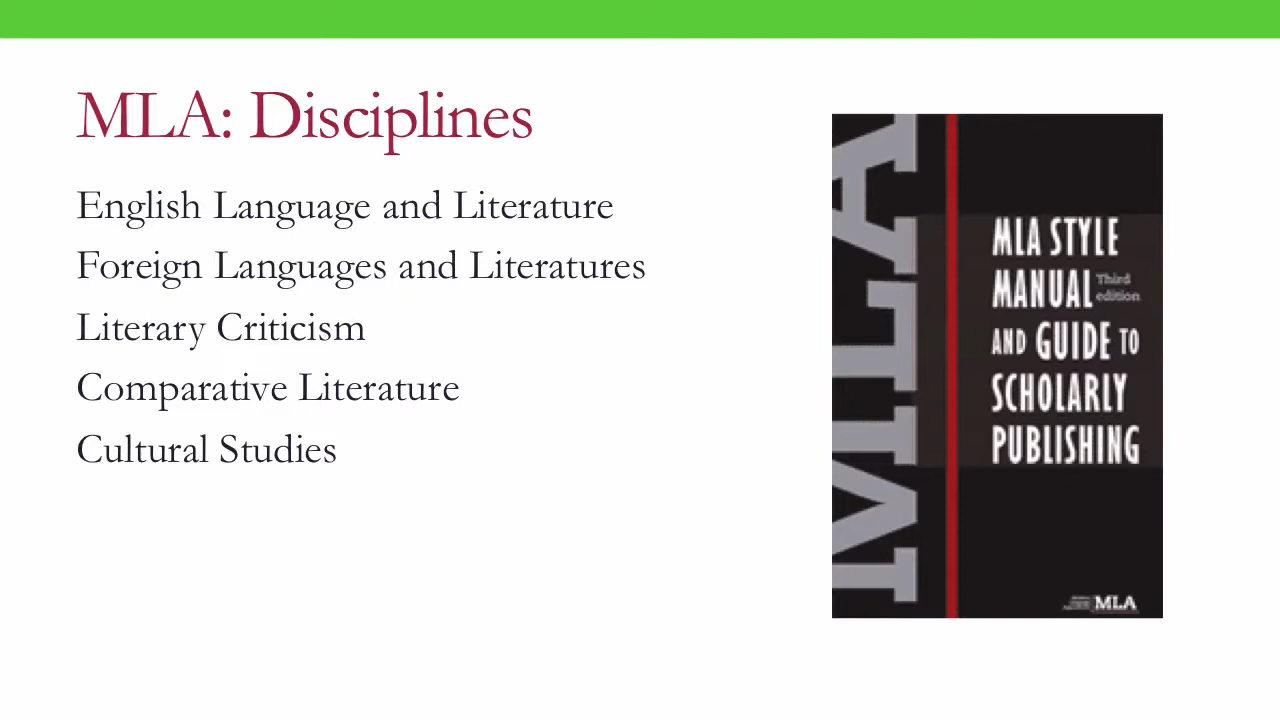 MLA: Disciplines
English Language and Literature
Foreign Languages and Literatures
Literary Criticism
Comparative Literature
Cultural Studies
MLA
MLA STYLE
MANUAL Third edition
AND GUIDE TO
SCHOLARLY
PUBLISHING
MLA